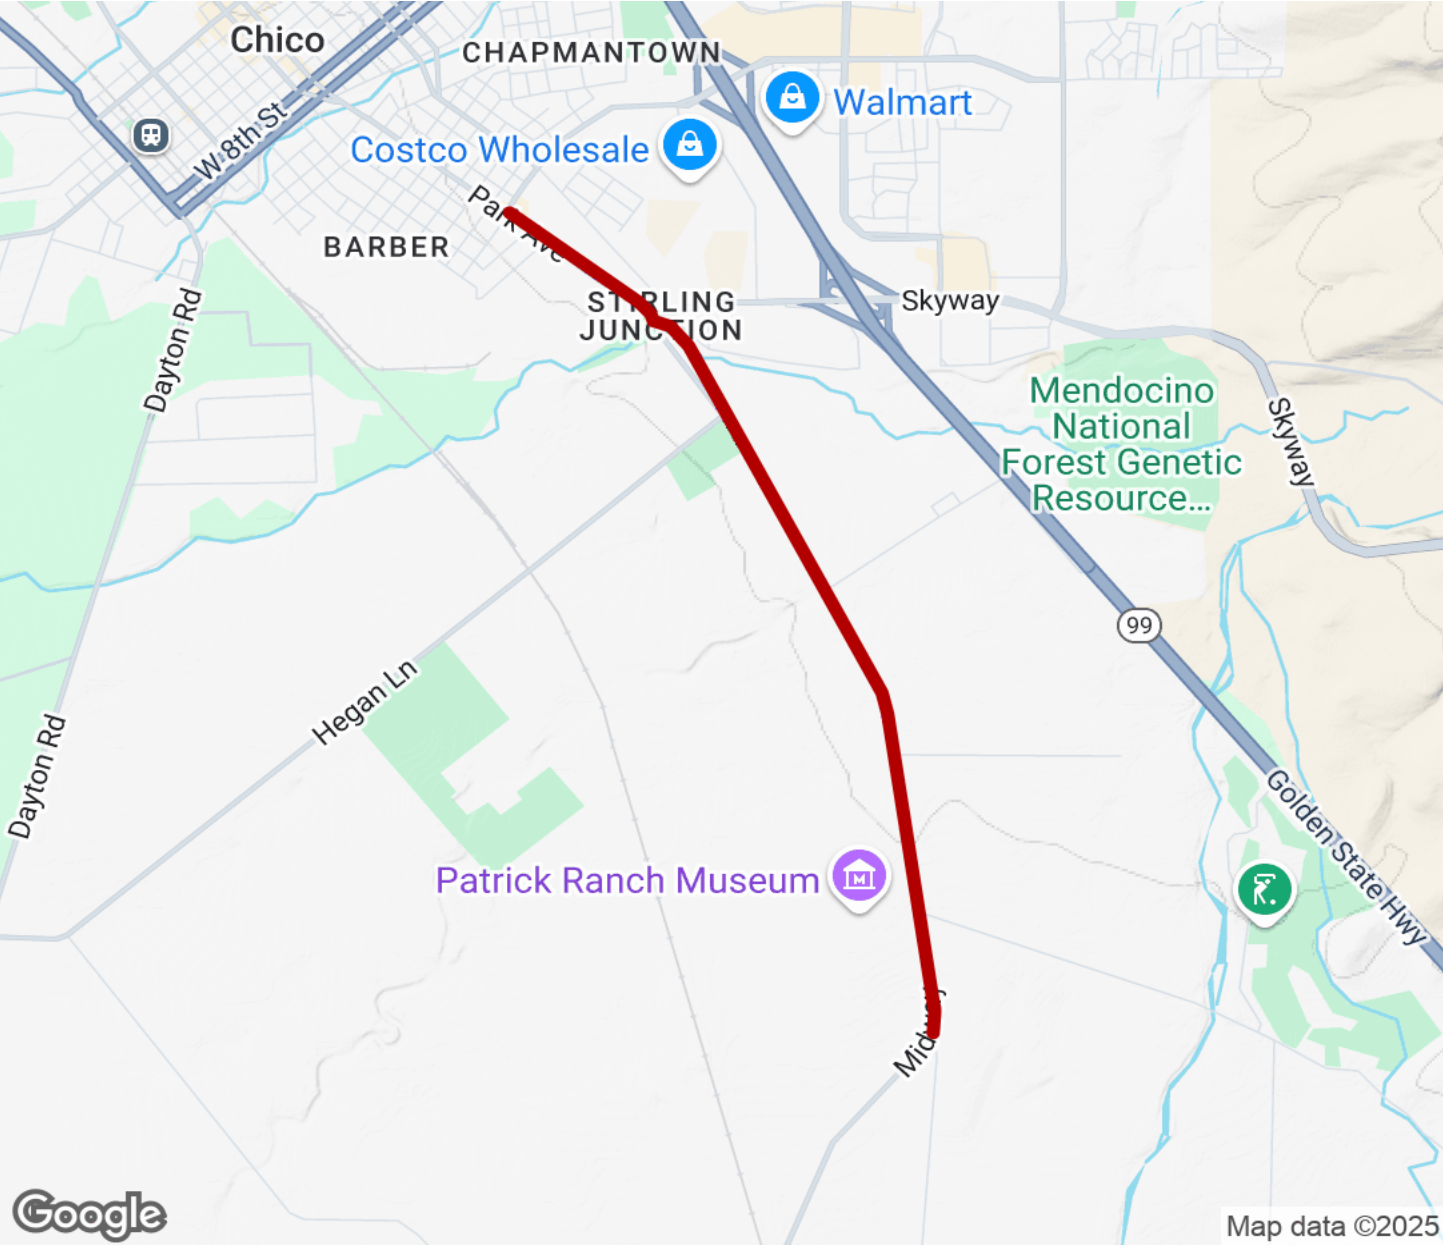 Chico
CHAPMANTOWN
Walmart
W 8th St
Costco Wholesale
Park Ave
BARBER
STIRLING
JUNCTION
Skyway
Dayton Rd
Mendocino
National
Forest Genetic
Resource...
Skyway
99
Hegan Ln
Dayton Rd
Golden State Hwy
Patrick Ranch Museum
Midway
Google
Map data ©2025